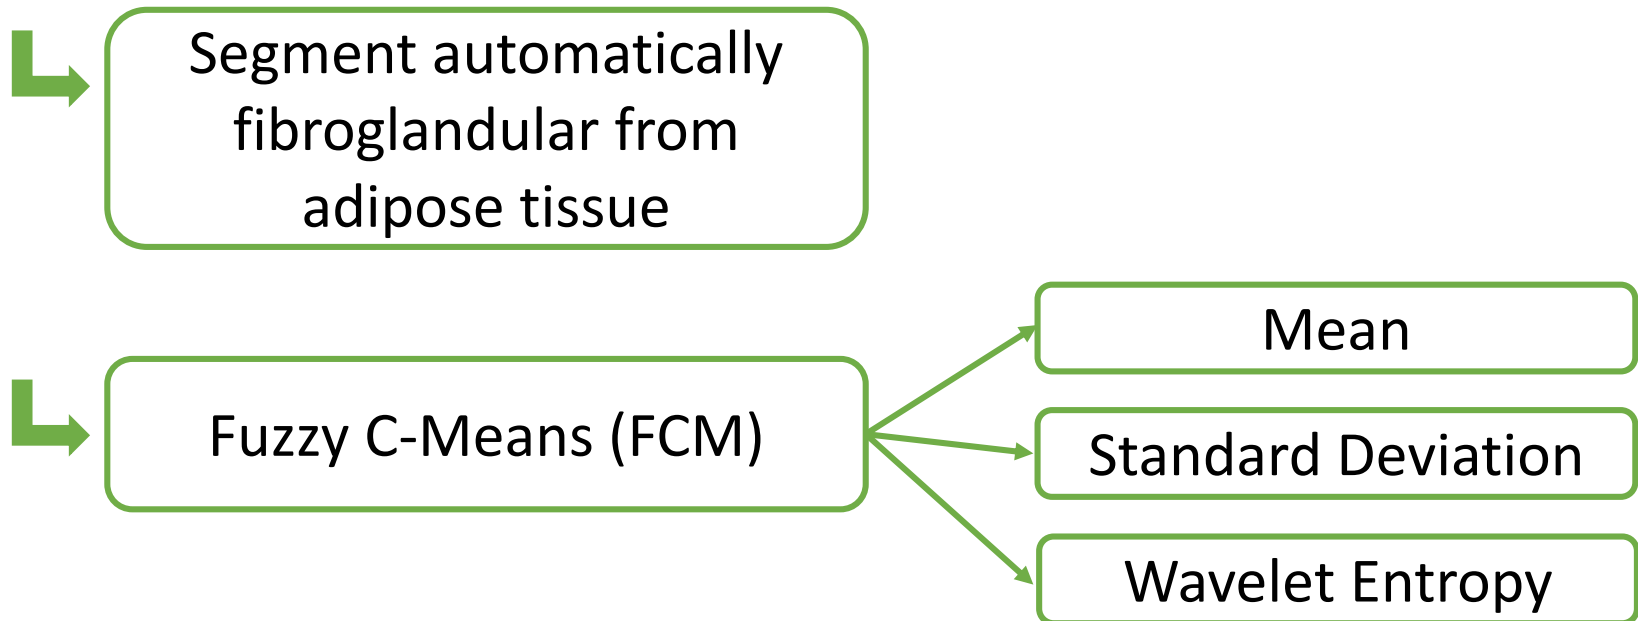 Segment automatically
fibroglandular from
adipose tissue
Mean
Fuzzy C-Means (FCM)
Standard Deviation
Wavelet Entropy